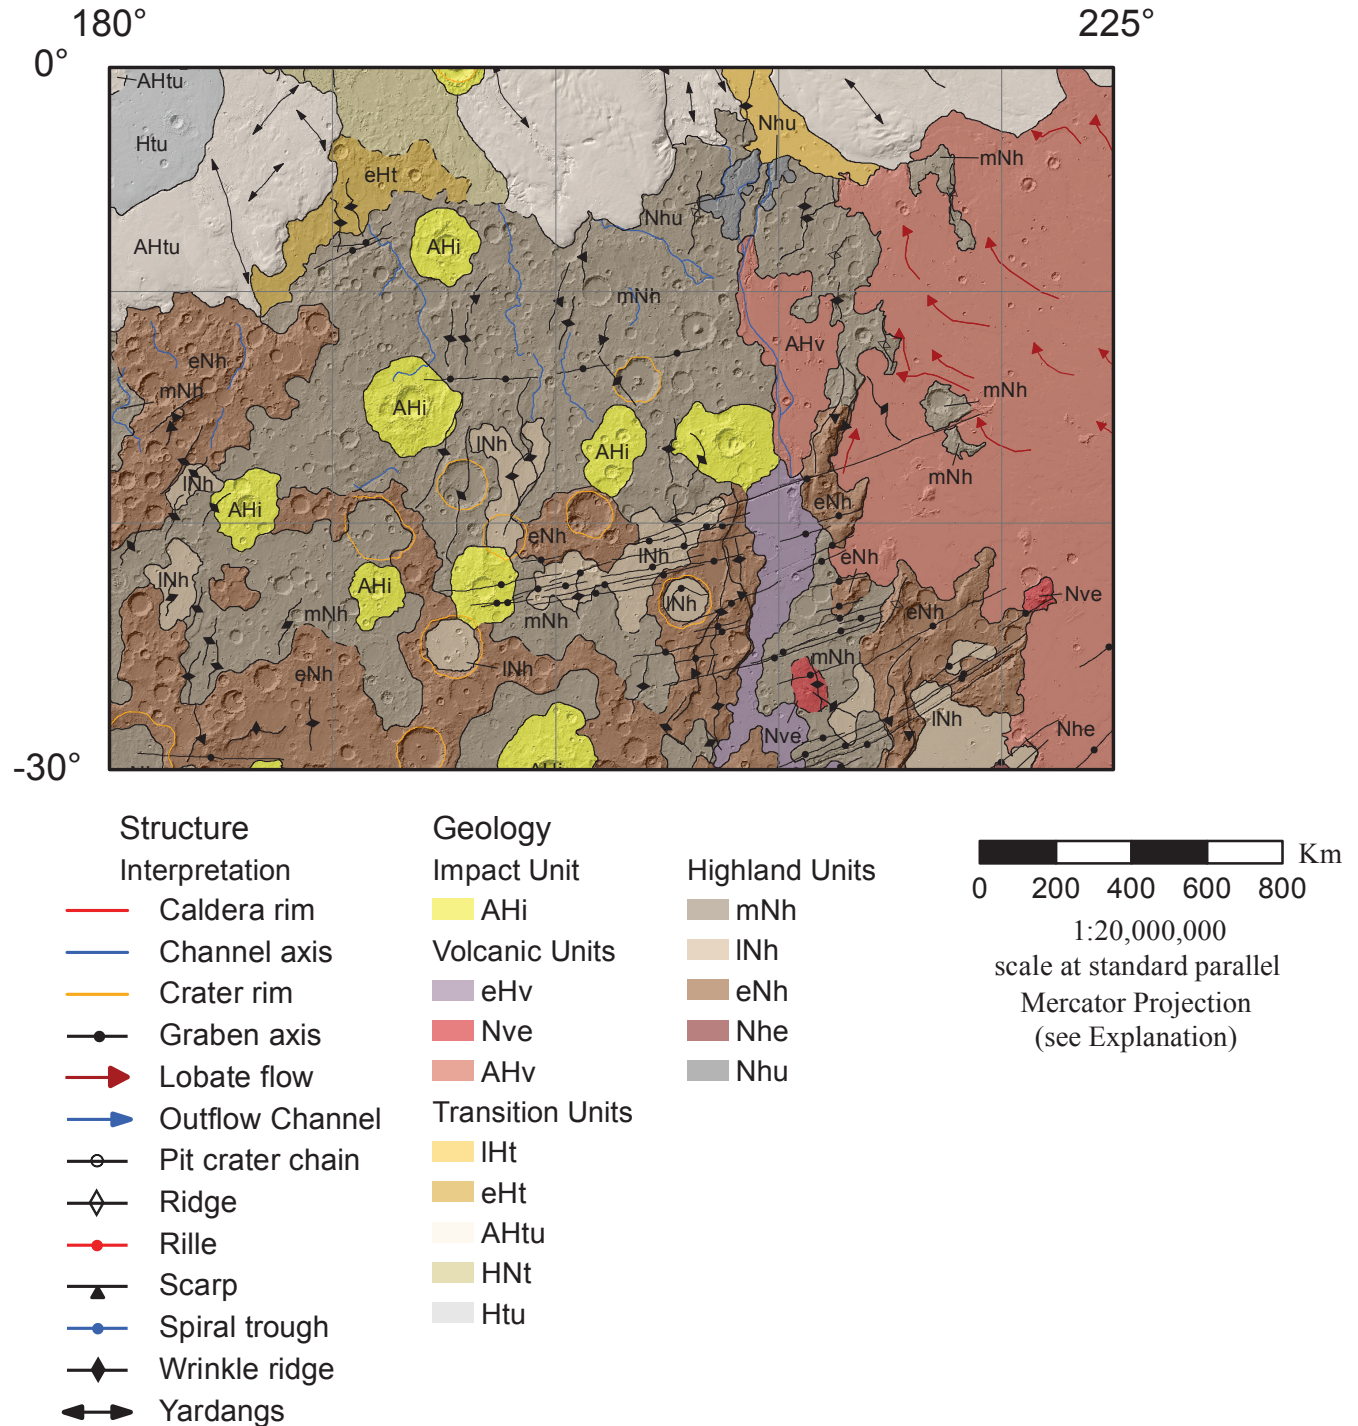 180° 225°
0°
AHtu
Htu
Nhu
mNh
eHt
Nhu
AHtu
AHi
mNh
AHv
eNh
mNh
mNh
AHi
lNh
AHi
mNh
lNh
AHi
eNh
eNh
lNh
eNh
lNh
AHi
lNh
Nve
mNh
mNh
eNh
mNh
lNh
eNh
lNh
Nve
Nhe
AHi
-30°
Structure
Interpretation
Caldera rim
Channel axis
Crater rim
Graben axis
Lobate flow
Outflow Channel
Pit crater chain
Ridge
Rille
Scarp
Spiral trough
Wrinkle ridge
Yardangs
Geology
Impact Unit
AHi
Volcanic Units
eHv
Nve
AHv
Transition Units
lHt
eHt
AHtu
HNt
Htu
Highland Units
mNh
lNh
eNh
Nhe
Nhu
Km
0 200 400 600 800
1:20,000,000
scale at standard parallel
Mercator Projection
(see Explanation)